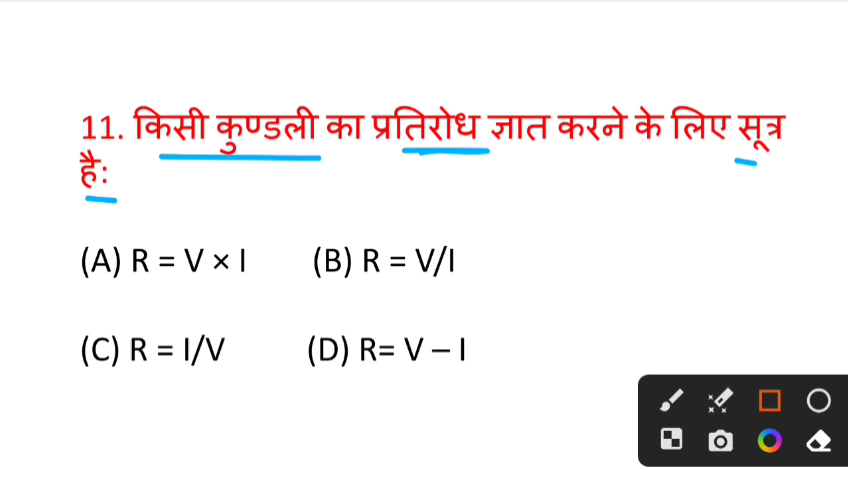 11. किसी कुण्डली का प्रतिरोध ज्ञात करने के लिए सूत्र
है:
(A) R = V × I (B) R = V/I
(C) R = I/V (D) R= V – I